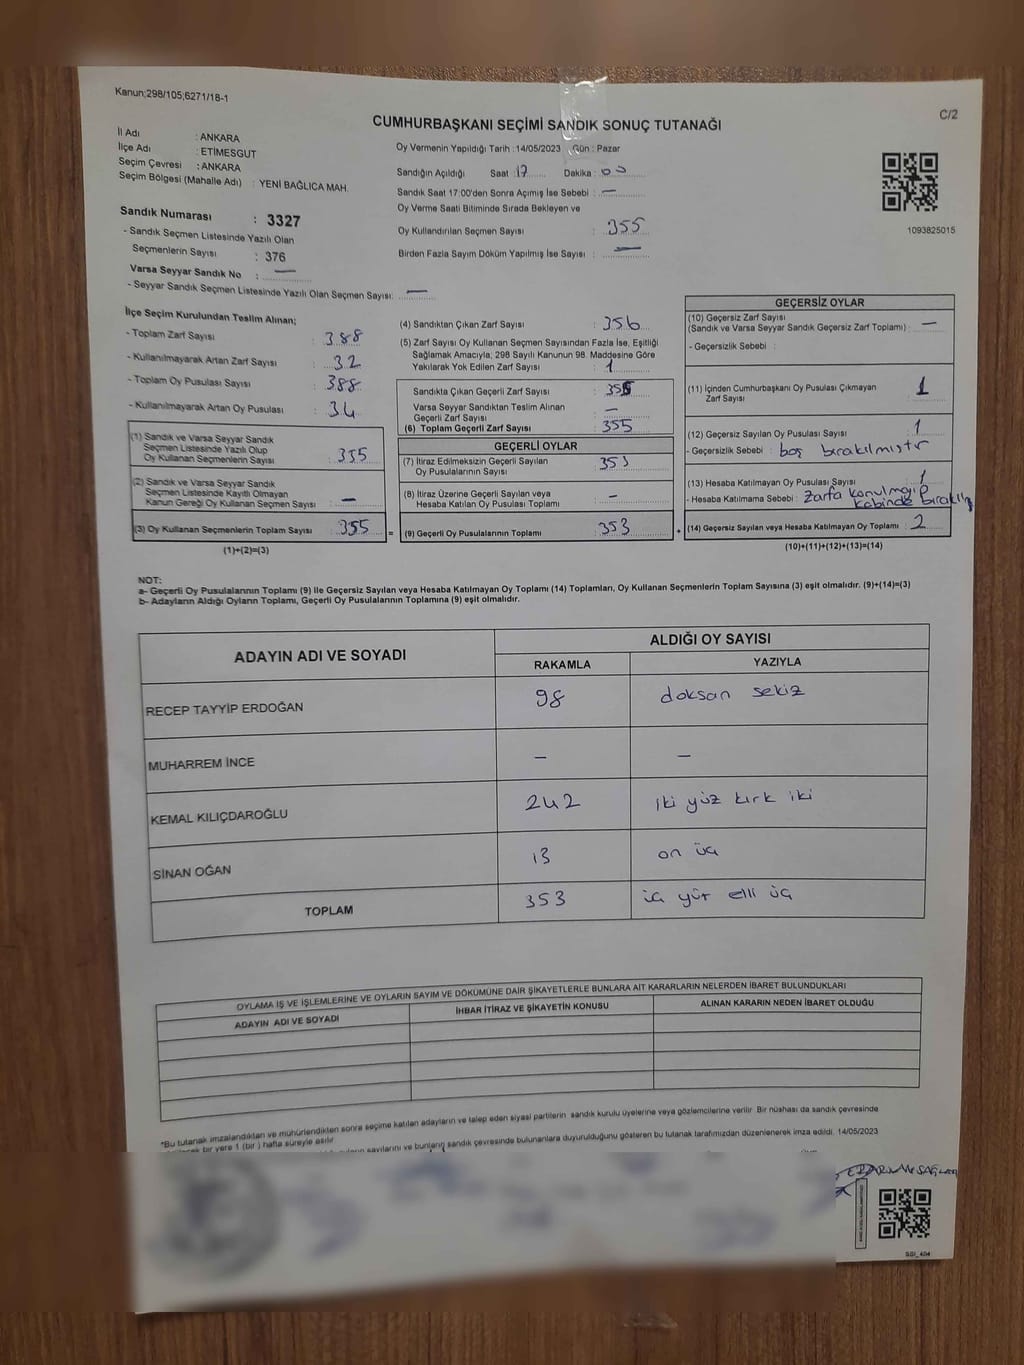 Kanun;298/105;6271/18-1
C/2
CUMHURBAŞKANI SEÇİMİ SANDIK SONUÇ TUTANAĞI
İl Adı : ANKARA
İlçe Adı : ETİMESGUT
Seçim Çevresi : ANKARA
Seçim Bölgesi (Mahalle Adı) : YENİ BAĞLICA MAH.
Sandık Numarası : 3327
- Sandık Seçmen Listesinde Yazılı Olan
Seçmenlerin Sayısı : 376
Varsa Seyyar Sandık No : —
- Seyyar Sandık Seçmen Listesinde Yazılı Olan Seçmen Sayısı: —
Oy Vermenin Yapıldığı Tarih :14/05/2023 Gün : Pazar
Sandığın Açıldığı Saat :17 Dakika :00
Sandık Saat 17:00'den Sonra Açımış İse Sebebi : —
Oy Verme Saati Bitiminde Sırada Bekleyen ve
Oy Kullandırılan Seçmen Sayısı : 355
Birden Fazla Sayım Döküm Yapılmış İse Sayısı : —
1093825015
İlçe Seçim Kurulundan Teslim Alınan;
- Toplam Zarf Sayısı : 388
- Kullanılmayarak Artan Zarf Sayısı : 32
- Toplam Oy Pusulası Sayısı : 388
- Kullanılmayarak Artan Oy Pusulası : 34
(1) Sandık ve Varsa Seyyar Sandık
Seçmen Listesinde Yazılı Olup
Oy Kullanan Seçmenlerin Sayısı : 355
(2) Sandık ve Varsa Seyyar Sandık
Seçmen Listesinde Kayıtlı Olmayan
Kanun Gereği Oy Kullanan Seçmen Sayısı : —
(3) Oy Kullanan Seçmenlerin Toplam Sayısı : 355
(1)+(2)=(3)
(4) Sandıktan Çıkan Zarf Sayısı : 356
(5) Zarf Sayısı Oy Kullanan Seçmen Sayısından Fazla İse, Eşitliği
Sağlamak Amacıyla, 298 Sayılı Kanunun 98. Maddesine Göre
Yakılarak Yok Edilen Zarf Sayısı : 1
Sandıkta Çıkan Geçerli Zarf Sayısı : 355
Varsa Seyyar Sandıktan Teslim Alınan
Geçerli Zarf Sayısı : —
(6) Toplam Geçerli Zarf Sayısı : 355
GEÇERLİ OYLAR
(7) İtiraz Edilmeksizin Geçerli Sayılan
Oy Pusulalarının Sayısı : 353
(8) İtiraz Üzerine Geçerli Sayılan veya
Hesaba Katılan Oy Pusulası Toplamı : —
= (9) Geçerli Oy Pusulalarının Toplamı : 353
GEÇERSİZ OYLAR
(10) Geçersiz Zarf Sayısı
(Sandık ve Varsa Seyyar Sandık Geçersiz Zarf Toplamı) : —
- Geçersizlik Sebebi :
(11) İçinden Cumhurbaşkanı Oy Pusulası Çıkmayan
Zarf Sayısı : 1
(12) Geçersiz Sayılan Oy Pusulası Sayısı : 1
- Geçersizlik Sebebi : boş bırakılmıştır
(13) Hesaba Katılmayan Oy Pusulası Sayısı : 1
- Hesaba Katılmama Sebebi : Zarfa konulmayıp
kabinde
+ (14) Geçersiz Sayılan veya Hesaba Katılmayan Oy Toplamı : 2
(10)+(11)+(12)+(13)=(14)
NOT:
a- Geçerli Oy Pusulalarının Toplamı (9) ile Geçersiz Sayılan veya Hesaba Katılmayan Oy Toplamı (14) Toplamları, Oy Kullanan Seçmenlerin Toplam Sayısına (3) eşit olmalıdır. (9)+(14)=(3)
b- Adayların Aldığı Oyların Toplamı, Geçerli Oy Pusulalarının Toplamına (9) eşit olmalıdır.
ADAYIN ADI VE SOYADI ALDIĞI OY SAYISI
RAKAMLA YAZIYLA
RECEP TAYYİP ERDOĞAN 98 doksan sekiz
MUHARREM İNCE — —
KEMAL KILIÇDAROĞLU 242 iki yüz kırk iki
SİNAN OĞAN 13 on üç
TOPLAM 353 üç yüz elli üç
OYLAMA İŞ VE İŞLEMLERİNE VE OYLARIN SAYIM VE DÖKÜMÜNE DAİR ŞİKAYETLERLE BUNLARA AİT KARARLARIN NELERDEN İBARET BULUNDUKLARI
ADAYIN ADI VE SOYADI İHBAR İTİRAZ VE ŞİKAYETİN KONUSU ALINAN KARARIN NEDEN İBARET OLDUĞU
*Bu tutanak imzalandıktan ve mühürlendikten sonra seçime katılan adayların ve talep eden siyasi partilerin sandık kurulu üyelerine veya gözlemcilerine verilir Bir nüshası da sandık çevresinde
bir yere 1 (bir ) hafta süreyle asılır
sayılarını ve bunların sandık çevresinde bulunanlara duyurulduğunu gösteren bu tutanak tarafımızdan düzenlenerek imza edildi. 14/05/2023
SGI_404